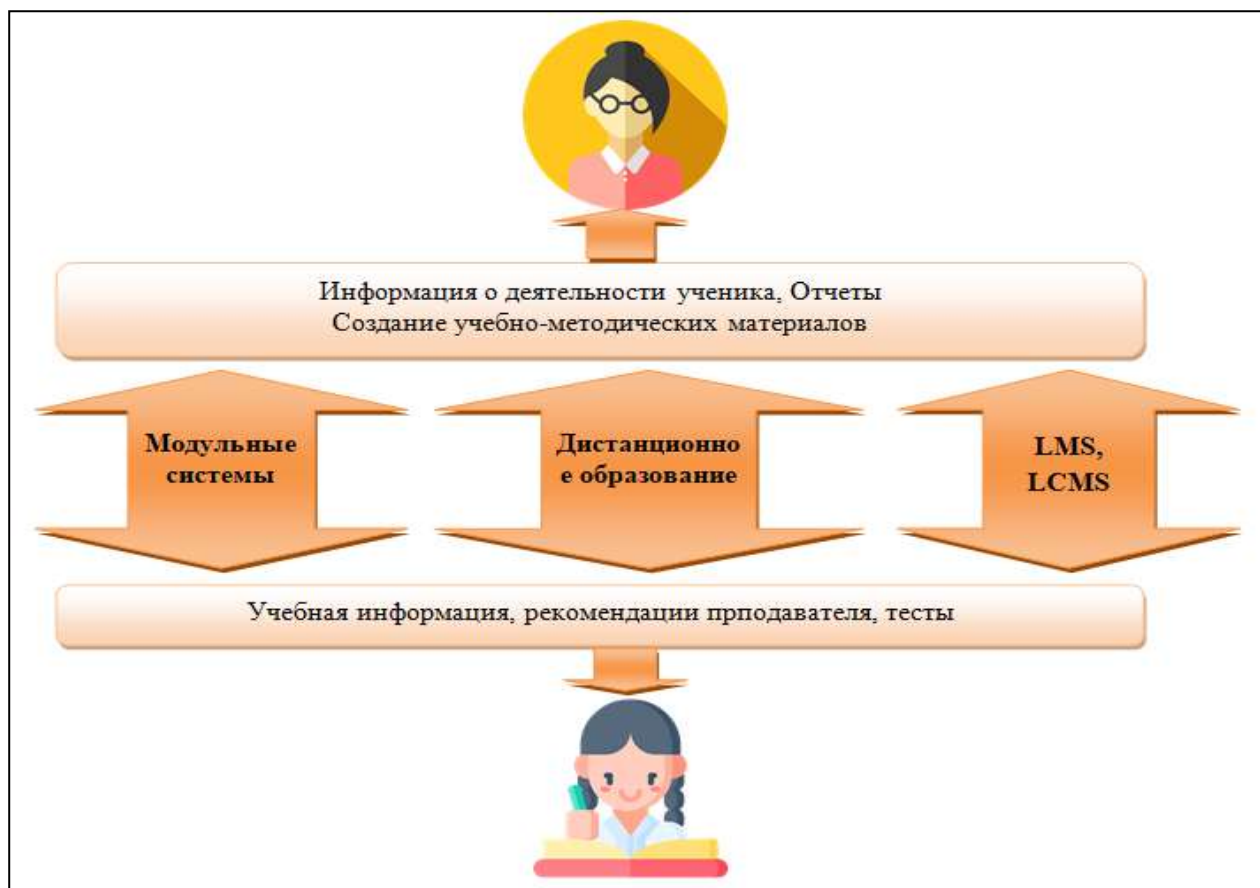 Информация о деятельности ученика, Отчеты
Создание учебно-методических материалов
Модульные
системы
Дистанционно
е образование
LMS,
LCMS
Учебная информация, рекомендации прподавателя, тесты